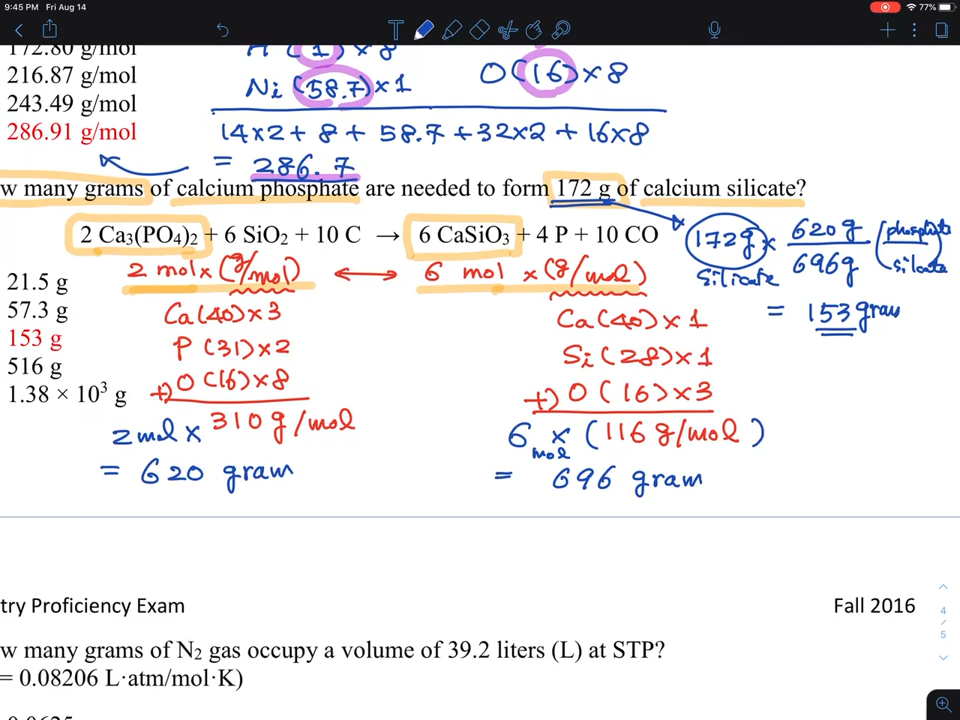 9:45 PM Fri Aug 14
77%
172.80 g/mol
216.87 g/mol
243.49 g/mol
286.91 g/mol
H (1) × 8
Ni (58.7) × 1
O (16) × 8
14×2 + 8 + 58.7 + 32×2 + 16×8
= 286.7
w many grams of calcium phosphate are needed to form 172 g of calcium silicate?
2 Ca₃(PO₄)₂ + 6 SiO₂ + 10 C → 6 CaSiO₃ + 4 P + 10 CO
172g × 620g / 696g (phosphate / silicate)
silicate
= 153 gram
21.5 g
57.3 g
153 g
516 g
1.38 × 10³ g
2 mol × (g/mol) ↔ 6 mol × (g/mol)
Ca (40) × 3
P (31) × 2
+) O (16) × 8
310 g/mol
2 mol ×
= 620 gram
Ca (40) × 1
Si (28) × 1
+) O (16) × 3
6 mol × (116 g/mol)
= 696 gram
try Proficiency Exam
Fall 2016
w many grams of N₂ gas occupy a volume of 39.2 liters (L) at STP?
= 0.08206 L·atm/mol·K)
4
/
5